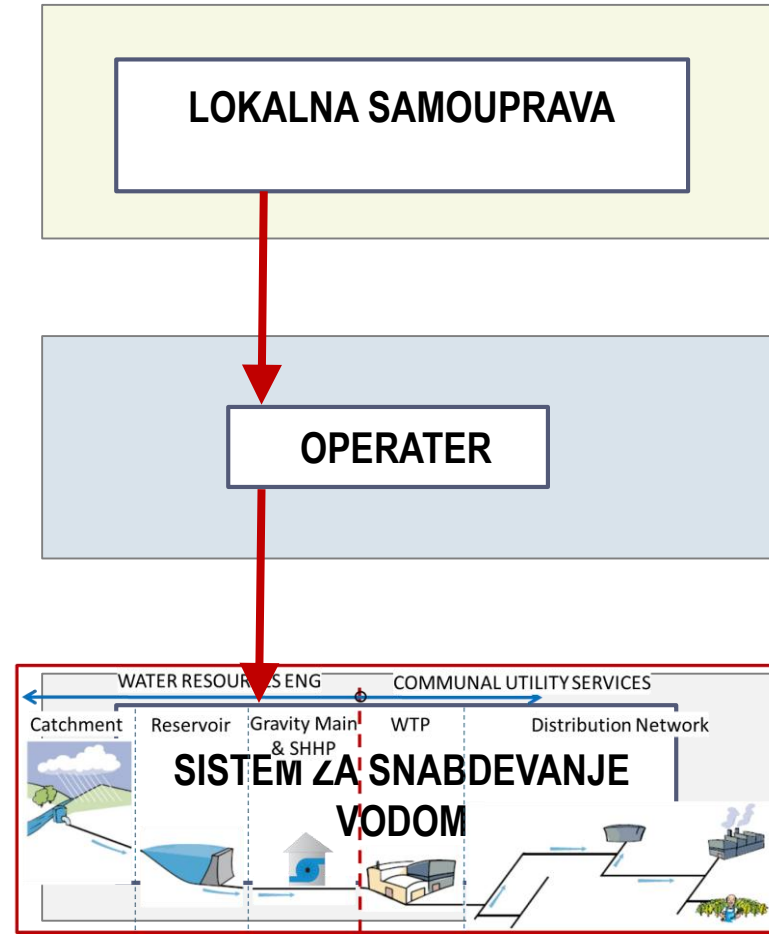 LOKALNA SAMOUPRAVA
OPERATER
WATER RESOURCES ENG
COMMUNAL UTILITY SERVICES
Catchment
Reservoir
Gravity Main
& SHHP
WTP
Distribution Network
SISTEM ZA SNABDEVANJE
VODOM